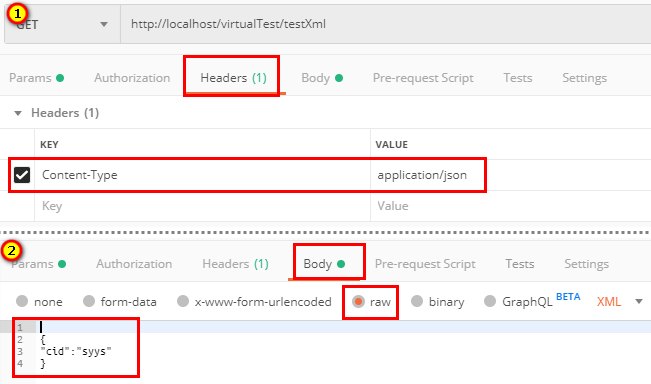 1
GET http://localhost/virtualTest/testXml
Params Authorization Headers (1) Body Pre-request Script Tests Settings
Headers (1)
KEY VALUE
Content-Type application/json
Key Value
2
Params Authorization Headers (1) Body Pre-request Script Tests Settings
none form-data x-www-form-urlencoded raw binary GraphQL BETA XML
1
2 {
3 "cid":"syys"
4 }